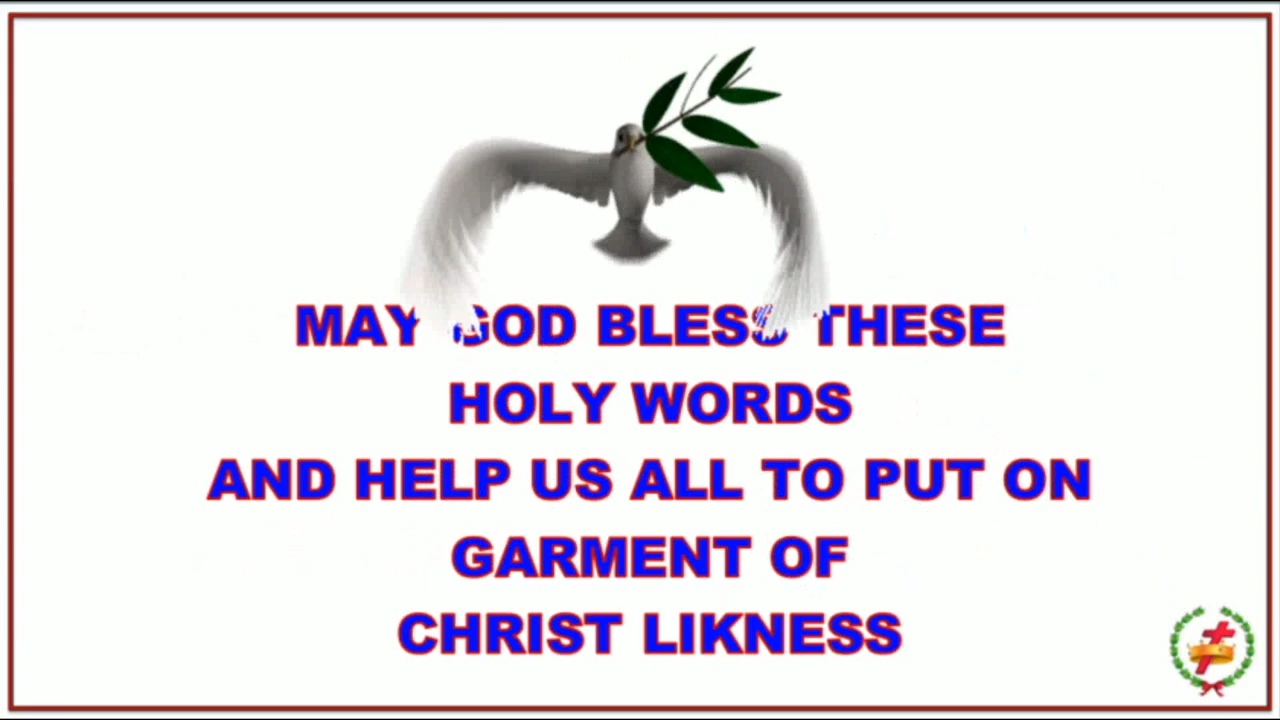 MAY GOD BLESS THESE
HOLY WORDS
AND HELP US ALL TO PUT ON
GARMENT OF
CHRIST LIKNESS